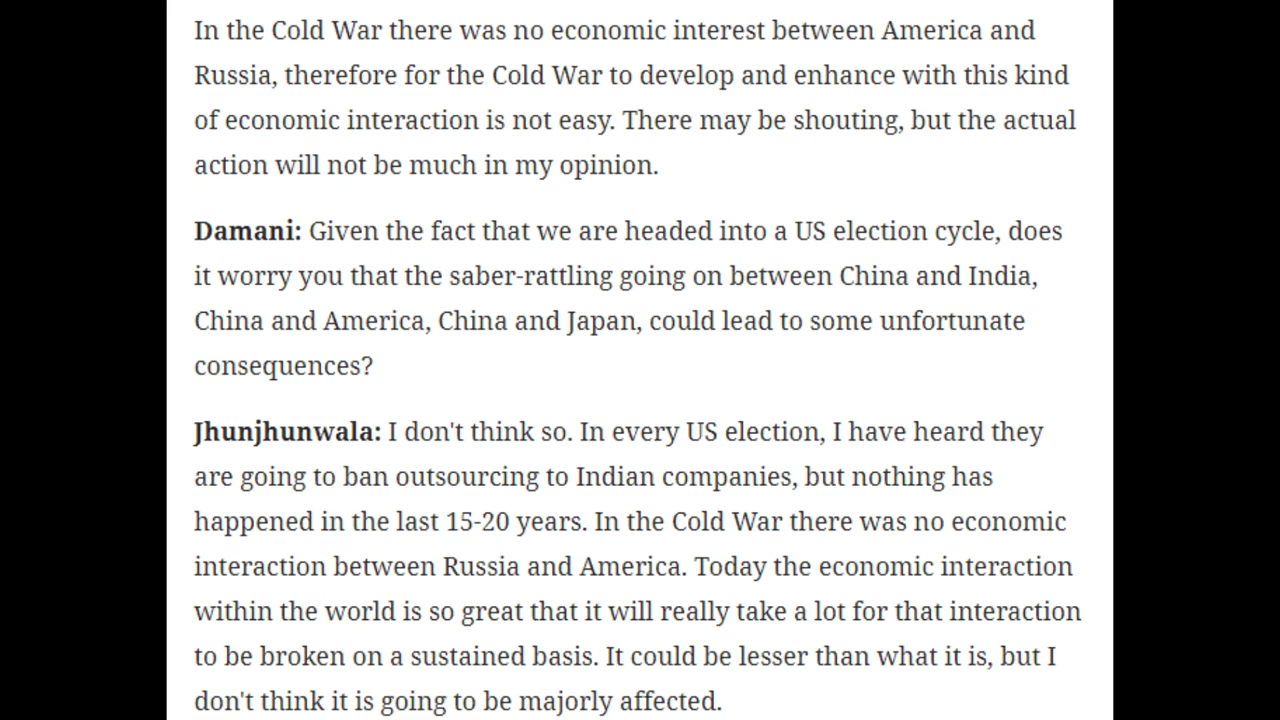 In the Cold War there was no economic interest between America and
Russia, therefore for the Cold War to develop and enhance with this kind
of economic interaction is not easy. There may be shouting, but the actual
action will not be much in my opinion.
Damani: Given the fact that we are headed into a US election cycle, does
it worry you that the saber-rattling going on between China and India,
China and America, China and Japan, could lead to some unfortunate
consequences?
Jhunjhunwala: I don't think so. In every US election, I have heard they
are going to ban outsourcing to Indian companies, but nothing has
happened in the last 15-20 years. In the Cold War there was no economic
interaction between Russia and America. Today the economic interaction
within the world is so great that it will really take a lot for that interaction
to be broken on a sustained basis. It could be lesser than what it is, but I
don't think it is going to be majorly affected.